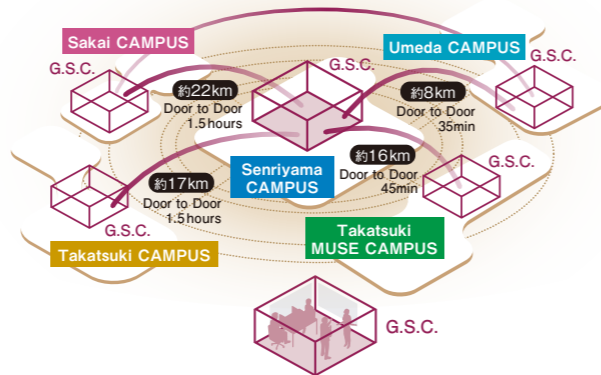 Sakai CAMPUS
G.S.C.
約22km
Door to Door
1.5hours
G.S.C.
Umeda CAMPUS
G.S.C.
約8km
Door to Door
35min
約17km
Door to Door
1.5hours
G.S.C.
Takatsuki CAMPUS
Senriyama
CAMPUS
約16km
Door to Door
45min
G.S.C.
Takatsuki
MUSE CAMPUS
G.S.C.